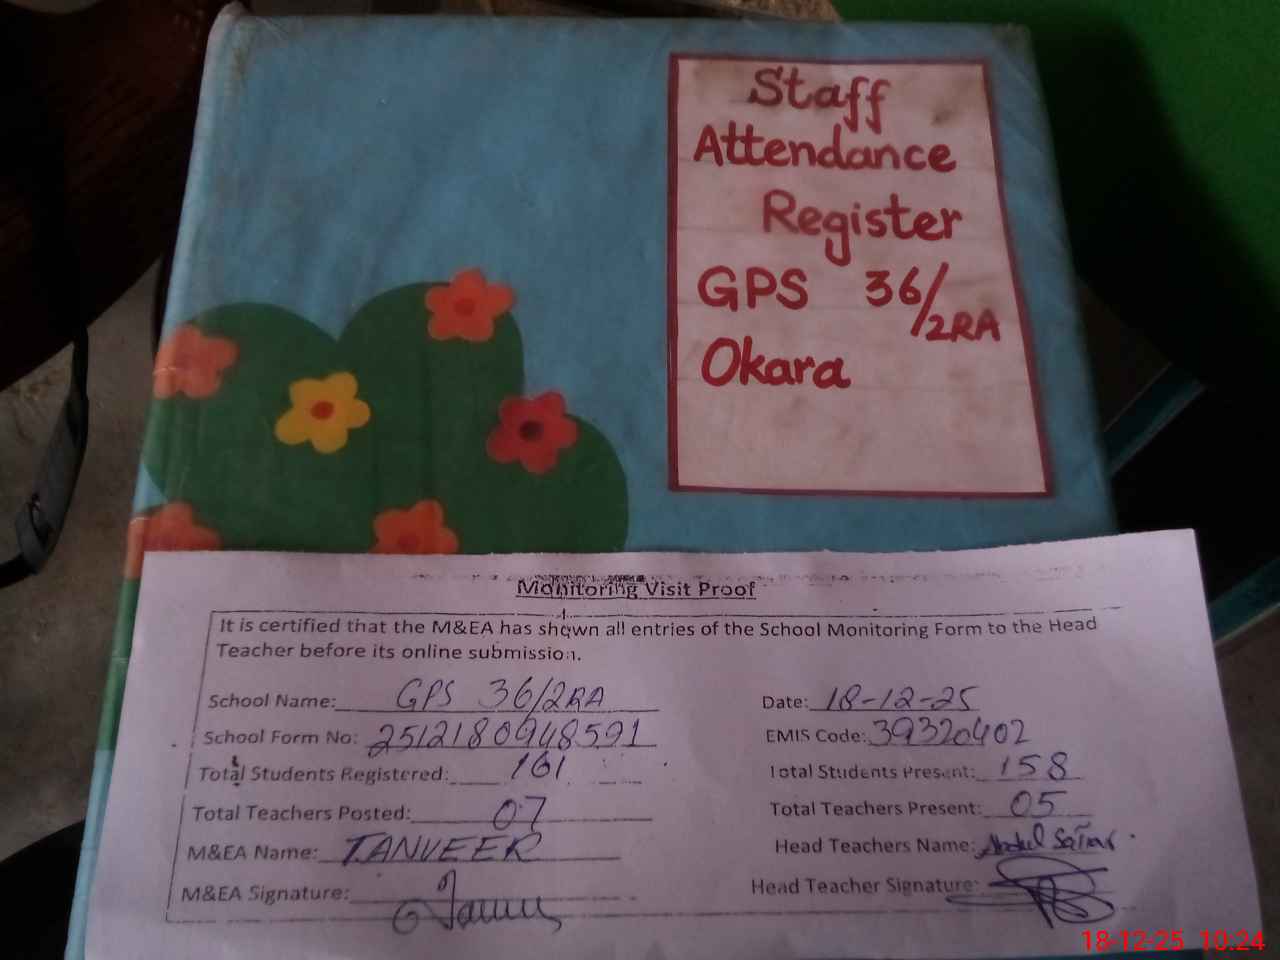 Staff
Attendance
Register
GPS 36/2RA
Okara
Monitoring Visit Proof
It is certified that the M&EA has shown all entries of the School Monitoring Form to the Head
Teacher before its online submission.
School Name: GPS 36/2RA Date: 18-12-25
School Form No: 2512180948591 EMIS Code: 39320402
Total Students Registered: 161 Total Students Present: 158
Total Teachers Posted: 07 Total Teachers Present: 05
M&EA Name: TANVEER Head Teachers Name: Abdul
M&EA Signature: Head Teacher Signature:
18-12-25 10:24